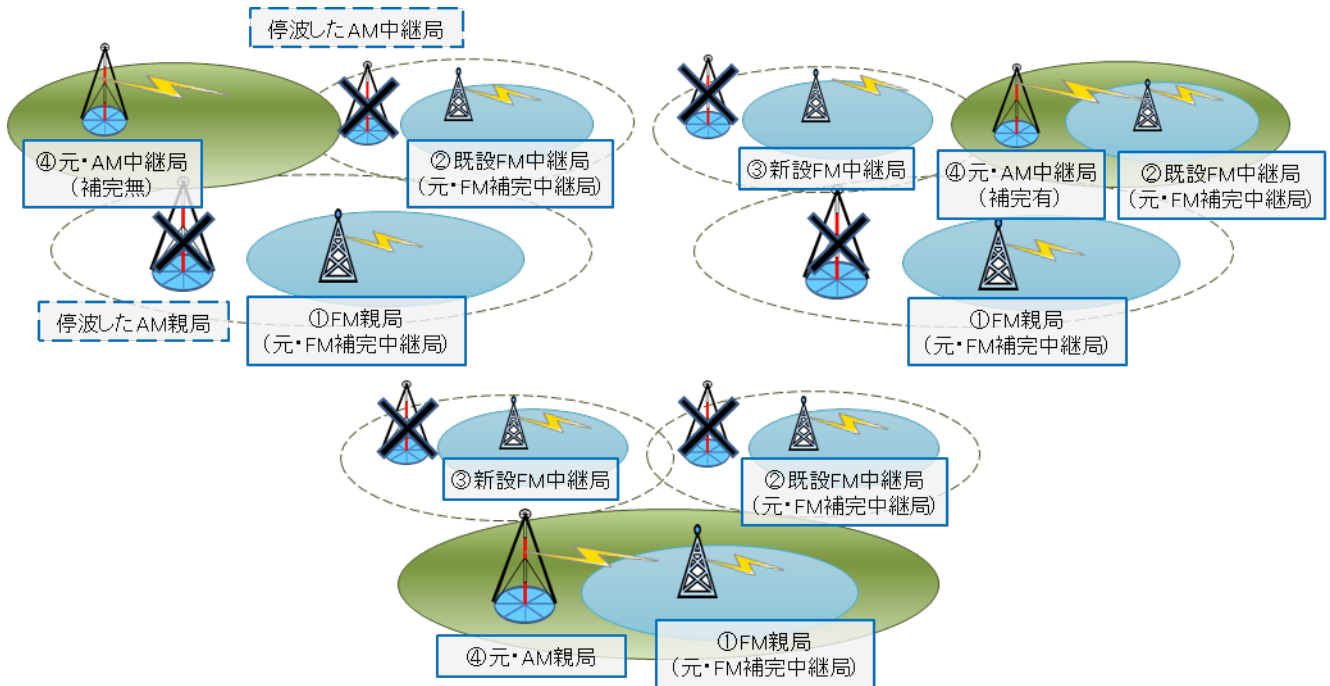 停波したAM中継局
④元・AM中継局
(補完無)
②既設FM中継局
(元・FM補完中継局)
停波したAM親局
①FM親局
(元・FM補完中継局)
③新設FM中継局
④元・AM中継局
(補完有)
②既設FM中継局
(元・FM補完中継局)
①FM親局
(元・FM補完中継局)
③新設FM中継局
②既設FM中継局
(元・FM補完中継局)
④元・AM親局
①FM親局
(元・FM補完中継局)